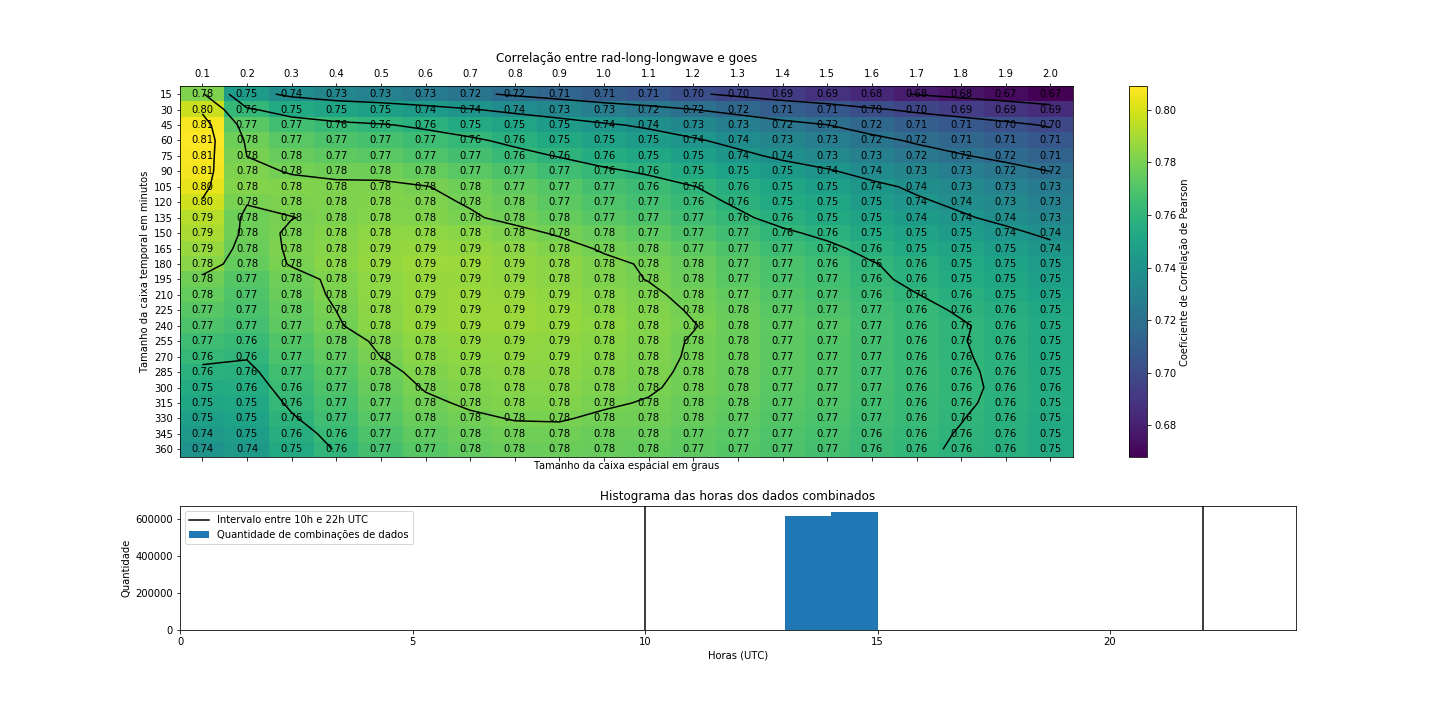 Correlação entre rad-long-longwave e goes
0.1 0.2 0.3 0.4 0.5 0.6 0.7 0.8 0.9 1.0 1.1 1.2 1.3 1.4 1.5 1.6 1.7 1.8 1.9 2.0
15 0.78 0.75 0.74 0.73 0.73 0.73 0.72 0.72 0.71 0.71 0.71 0.70 0.70 0.69 0.69 0.68 0.68 0.68 0.67 0.67
30 0.80 0.76 0.75 0.75 0.75 0.74 0.74 0.74 0.73 0.73 0.72 0.72 0.72 0.71 0.71 0.70 0.70 0.69 0.69 0.69
45 0.81 0.77 0.77 0.76 0.76 0.76 0.75 0.75 0.75 0.74 0.74 0.73 0.73 0.72 0.72 0.72 0.71 0.71 0.70 0.70
60 0.81 0.78 0.77 0.77 0.77 0.77 0.76 0.76 0.75 0.75 0.75 0.74 0.74 0.73 0.73 0.72 0.72 0.71 0.71 0.71
75 0.81 0.78 0.78 0.77 0.77 0.77 0.77 0.76 0.76 0.76 0.75 0.75 0.74 0.74 0.73 0.73 0.72 0.72 0.72 0.71
90 0.81 0.78 0.78 0.78 0.78 0.77 0.77 0.77 0.77 0.76 0.76 0.75 0.75 0.75 0.74 0.74 0.73 0.73 0.72 0.72
105 0.80 0.78 0.78 0.78 0.78 0.78 0.78 0.77 0.77 0.77 0.76 0.76 0.75 0.75 0.75 0.74 0.74 0.73 0.73 0.73
120 0.80 0.78 0.78 0.78 0.78 0.78 0.78 0.78 0.77 0.77 0.77 0.76 0.76 0.75 0.75 0.75 0.74 0.74 0.73 0.73
135 0.79 0.78 0.78 0.78 0.78 0.78 0.78 0.78 0.78 0.77 0.77 0.77 0.76 0.76 0.75 0.75 0.74 0.74 0.74 0.73
150 0.79 0.78 0.78 0.78 0.78 0.78 0.78 0.78 0.78 0.78 0.77 0.77 0.77 0.76 0.76 0.75 0.75 0.75 0.74 0.74
165 0.79 0.78 0.78 0.78 0.78 0.78 0.78 0.78 0.78 0.78 0.78 0.77 0.77 0.77 0.76 0.76 0.75 0.75 0.75 0.74
180 0.78 0.78 0.78 0.78 0.79 0.79 0.79 0.79 0.78 0.78 0.78 0.77 0.77 0.77 0.76 0.76 0.76 0.75 0.75 0.75
195 0.78 0.77 0.78 0.78 0.79 0.79 0.79 0.79 0.79 0.78 0.78 0.78 0.77 0.77 0.77 0.76 0.76 0.75 0.75 0.75
210 0.78 0.77 0.78 0.78 0.79 0.79 0.79 0.79 0.79 0.78 0.78 0.78 0.77 0.77 0.77 0.76 0.76 0.76 0.75 0.75
225 0.77 0.77 0.78 0.78 0.79 0.79 0.79 0.79 0.79 0.78 0.78 0.78 0.77 0.77 0.77 0.76 0.76 0.76 0.75 0.75
240 0.77 0.77 0.77 0.78 0.78 0.79 0.79 0.79 0.79 0.78 0.78 0.78 0.77 0.77 0.77 0.76 0.76 0.76 0.75 0.75
255 0.77 0.76 0.77 0.78 0.78 0.79 0.79 0.79 0.79 0.78 0.78 0.78 0.77 0.77 0.77 0.76 0.76 0.76 0.75 0.75
270 0.76 0.76 0.77 0.77 0.78 0.78 0.79 0.79 0.78 0.78 0.78 0.78 0.77 0.77 0.77 0.76 0.76 0.76 0.75 0.75
285 0.76 0.76 0.77 0.77 0.78 0.78 0.78 0.78 0.78 0.78 0.78 0.78 0.77 0.77 0.77 0.76 0.76 0.76 0.76 0.75
300 0.75 0.76 0.76 0.77 0.77 0.78 0.78 0.78 0.78 0.78 0.78 0.78 0.77 0.77 0.77 0.76 0.76 0.76 0.76 0.75
315 0.75 0.75 0.76 0.77 0.77 0.78 0.78 0.78 0.78 0.78 0.78 0.78 0.77 0.77 0.77 0.76 0.76 0.76 0.76 0.75
330 0.75 0.75 0.76 0.77 0.77 0.78 0.78 0.78 0.78 0.78 0.78 0.78 0.77 0.77 0.77 0.76 0.76 0.76 0.76 0.75
345 0.74 0.75 0.76 0.76 0.77 0.77 0.78 0.78 0.78 0.78 0.78 0.77 0.77 0.77 0.77 0.76 0.76 0.76 0.76 0.75
360 0.74 0.74 0.75 0.76 0.77 0.77 0.78 0.78 0.78 0.78 0.78 0.77 0.77 0.77 0.77 0.76 0.76 0.76 0.76 0.75
Tamanho da caixa temporal em minutos
Tamanho da caixa espacial em graus
0.80
0.78
0.76
0.74
0.72
0.70
0.68
Coeficiente de Correlação de Pearson
Histograma das horas dos dados combinados
Intervalo entre 10h e 22h UTC
Quantidade de combinações de dados
600000
400000
200000
0
Quantidade
0 5 10 15 20
Horas (UTC)